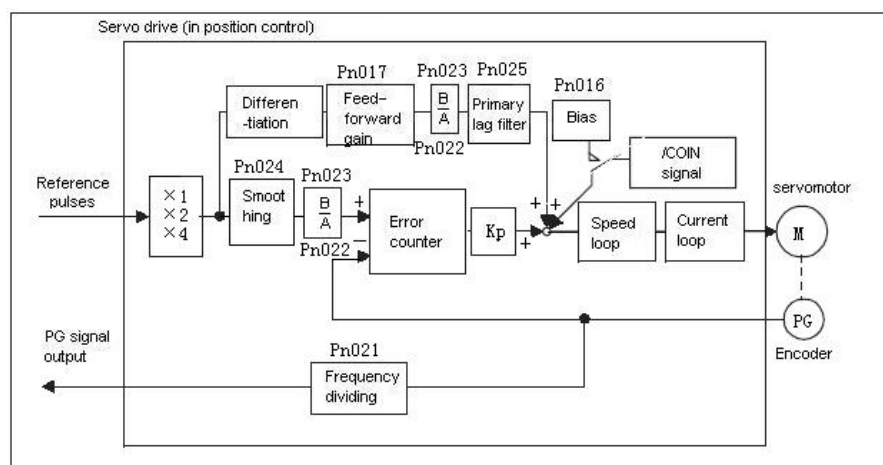 Servo drive (in position control)
Pn017
Pn023
Pn025
Pn016
Differen
-tiation
Feed-
forward
gain
B
A
Primary
lag filter
Bias
Pn022
/COIN
signal
Pn024
Pn023
Reference
pulses
×1
×2
×4
Smoot
hing
B
A
Pn022
+
−
Error
counter
Kp
+
+
+
Speed
loop
Current
loop
servomotor
M
PG
Encoder
PG signal
output
Pn021
Frequency
dividing